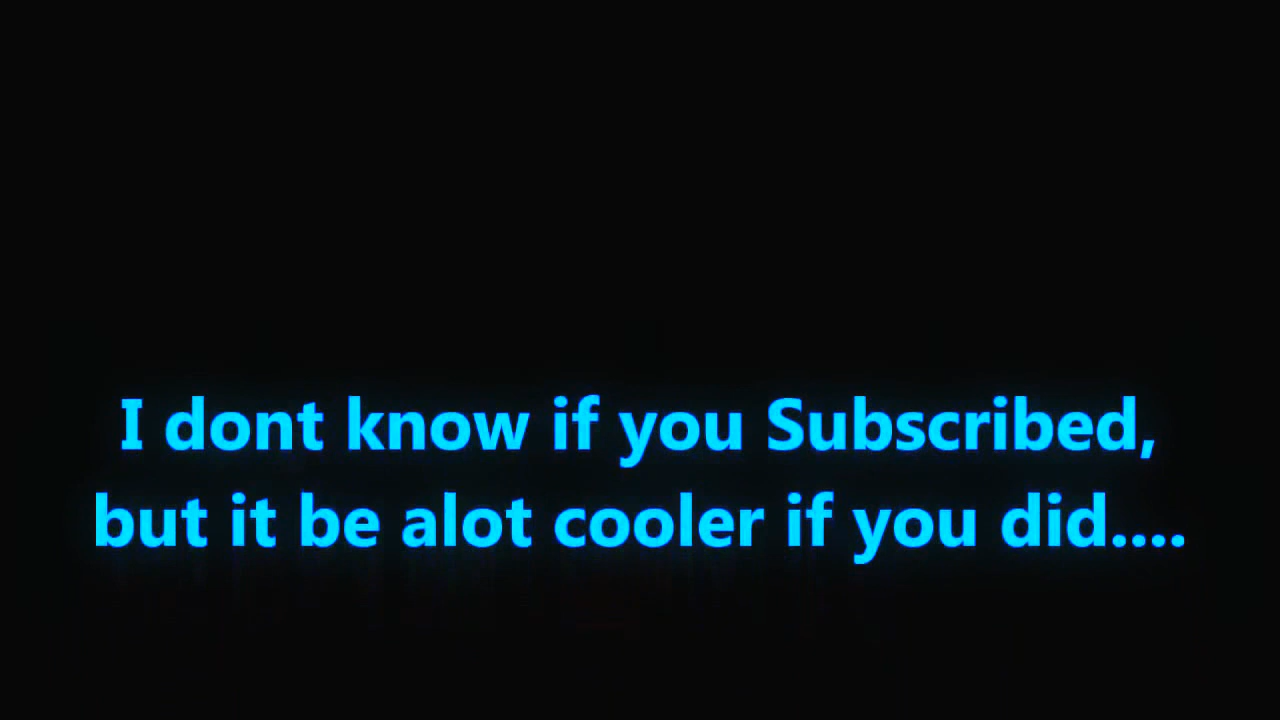 I dont know if you Subscribed,
but it be alot cooler if you did....